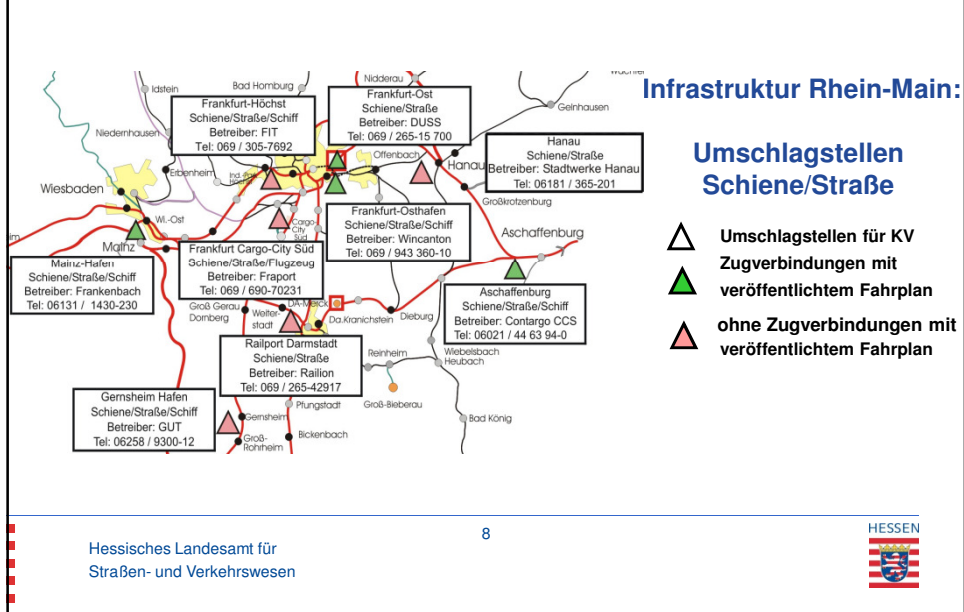 Infrastruktur Rhein-Main:
Umschlagstellen
Schiene/Straße
Umschlagstellen für KV
Zugverbindungen mit
veröffentlichtem Fahrplan
ohne Zugverbindungen mit
veröffentlichtem Fahrplan
Idstein
Bad Homburg
Nidderau
Gelnhausen
Niedernhausen
Erbenheim
Wiesbaden
Wi.-Ost
Mainz
Offenbach
Hanau
Großkrotzenburg
Aschaffenburg
Frankfurt-Höchst
Schiene/Straße/Schiff
Betreiber: FIT
Tel: 069 / 305-7692
Frankfurt-Ost
Schiene/Straße
Betreiber: DUSS
Tel: 069 / 265-15 700
Hanau
Schiene/Straße
Betreiber: Stadtwerke Hanau
Tel: 06181 / 365-201
Frankfurt-Osthafen
Schiene/Straße/Schiff
Betreiber: Wincanton
Tel: 069 / 943 360-10
Cargo-
City
Süd
Frankfurt Cargo-City Süd
Schiene/Straße/Flugzeug
Betreiber: Fraport
Tel: 069 / 690-70231
Mainz-Hafen
Schiene/Straße/Schiff
Betreiber: Frankenbach
Tel: 06131 / 1430-230
Aschaffenburg
Schiene/Straße/Schiff
Betreiber: Contargo CCS
Tel: 06021 / 44 63 94-0
Groß Gerau
Dornberg
Weiter-
stadt
DA-Merck
Da.Kranichstein
Dieburg
Railport Darmstadt
Schiene/Straße
Betreiber: Railion
Tel: 069 / 265-42917
Reinheim
Wiebelsbach
Heubach
Groß-Bieberau
Bad König
Gernsheim Hafen
Schiene/Straße/Schiff
Betreiber: GUT
Tel: 06258 / 9300-12
Pfungstadt
Gernsheim
Groß-
Rohrheim
Bickenbach
Hessisches Landesamt für
Straßen- und Verkehrswesen
8
HESSEN